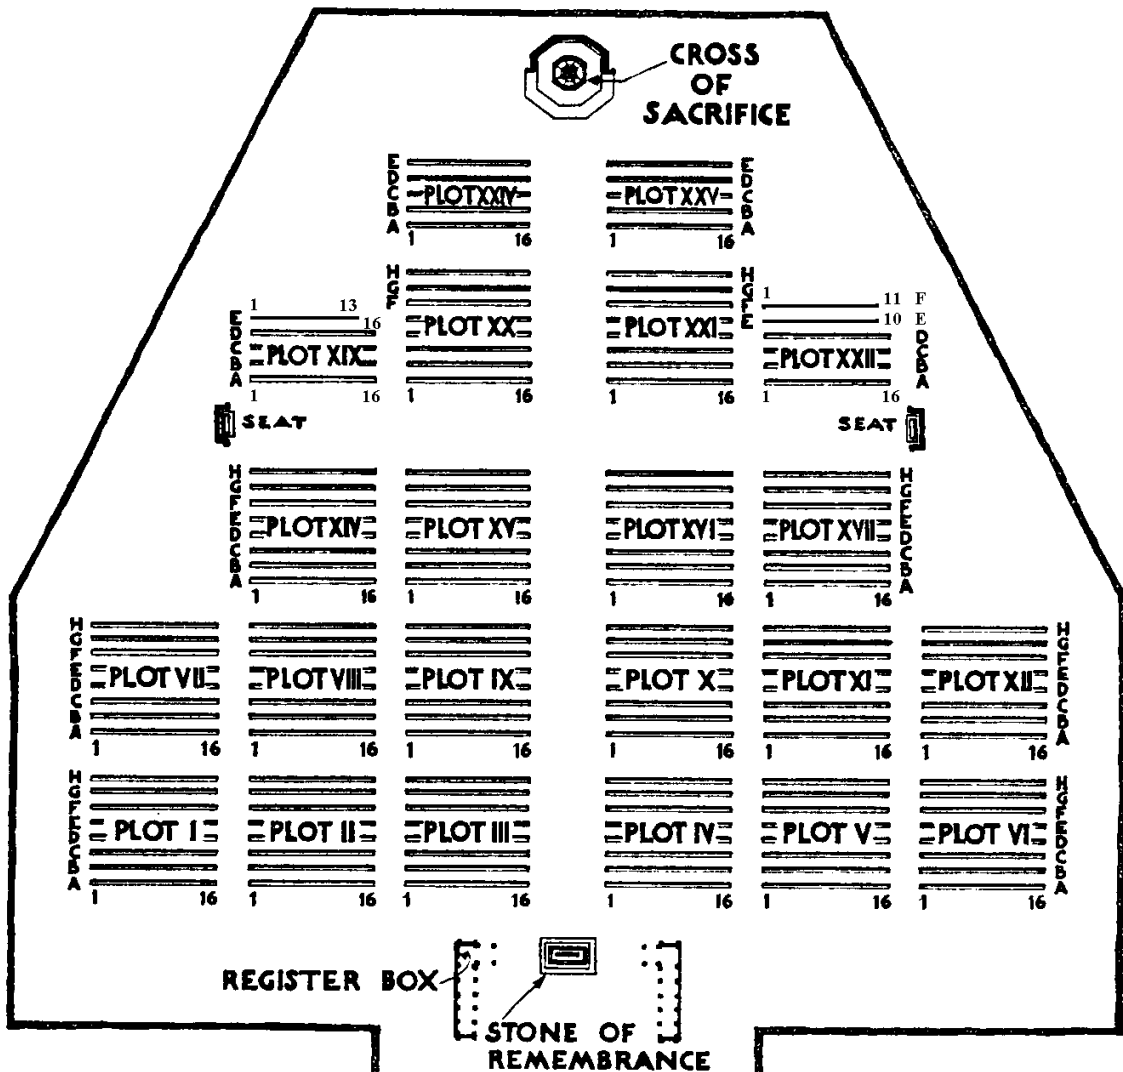 CROSS
OF
SACRIFICE
E
D
C
B
A
PLOT XXIV
1 16
PLOT XXV
1 16
E
D
C
B
A
H
G
F
PLOT XX
1 16
PLOT XXI
1 16
H
G
F
E
1 13
16
E
D
C
B
A
PLOT XIX
1 16
1 11 F
10 E
D
C
B
A
PLOT XXII
1 16
SEAT
SEAT
H
G
F
E
D
C
B
A
PLOT XIV
1 16
PLOT XV
1 16
PLOT XVI
1 16
PLOT XVII
1 16
H
G
F
E
D
C
B
A
H
G
F
E
D
C
B
A
PLOT VII
1 16
PLOT VIII
1 16
PLOT IX
1 16
PLOT X
1 16
PLOT XI
1 16
PLOT XII
1 16
H
G
F
E
D
C
B
A
H
G
F
E
D
C
B
A
PLOT I
1 16
PLOT II
1 16
PLOT III
1 16
PLOT IV
1 16
PLOT V
1 16
PLOT VI
1 16
H
G
F
E
D
C
B
A
REGISTER BOX
STONE OF
REMEMBRANCE